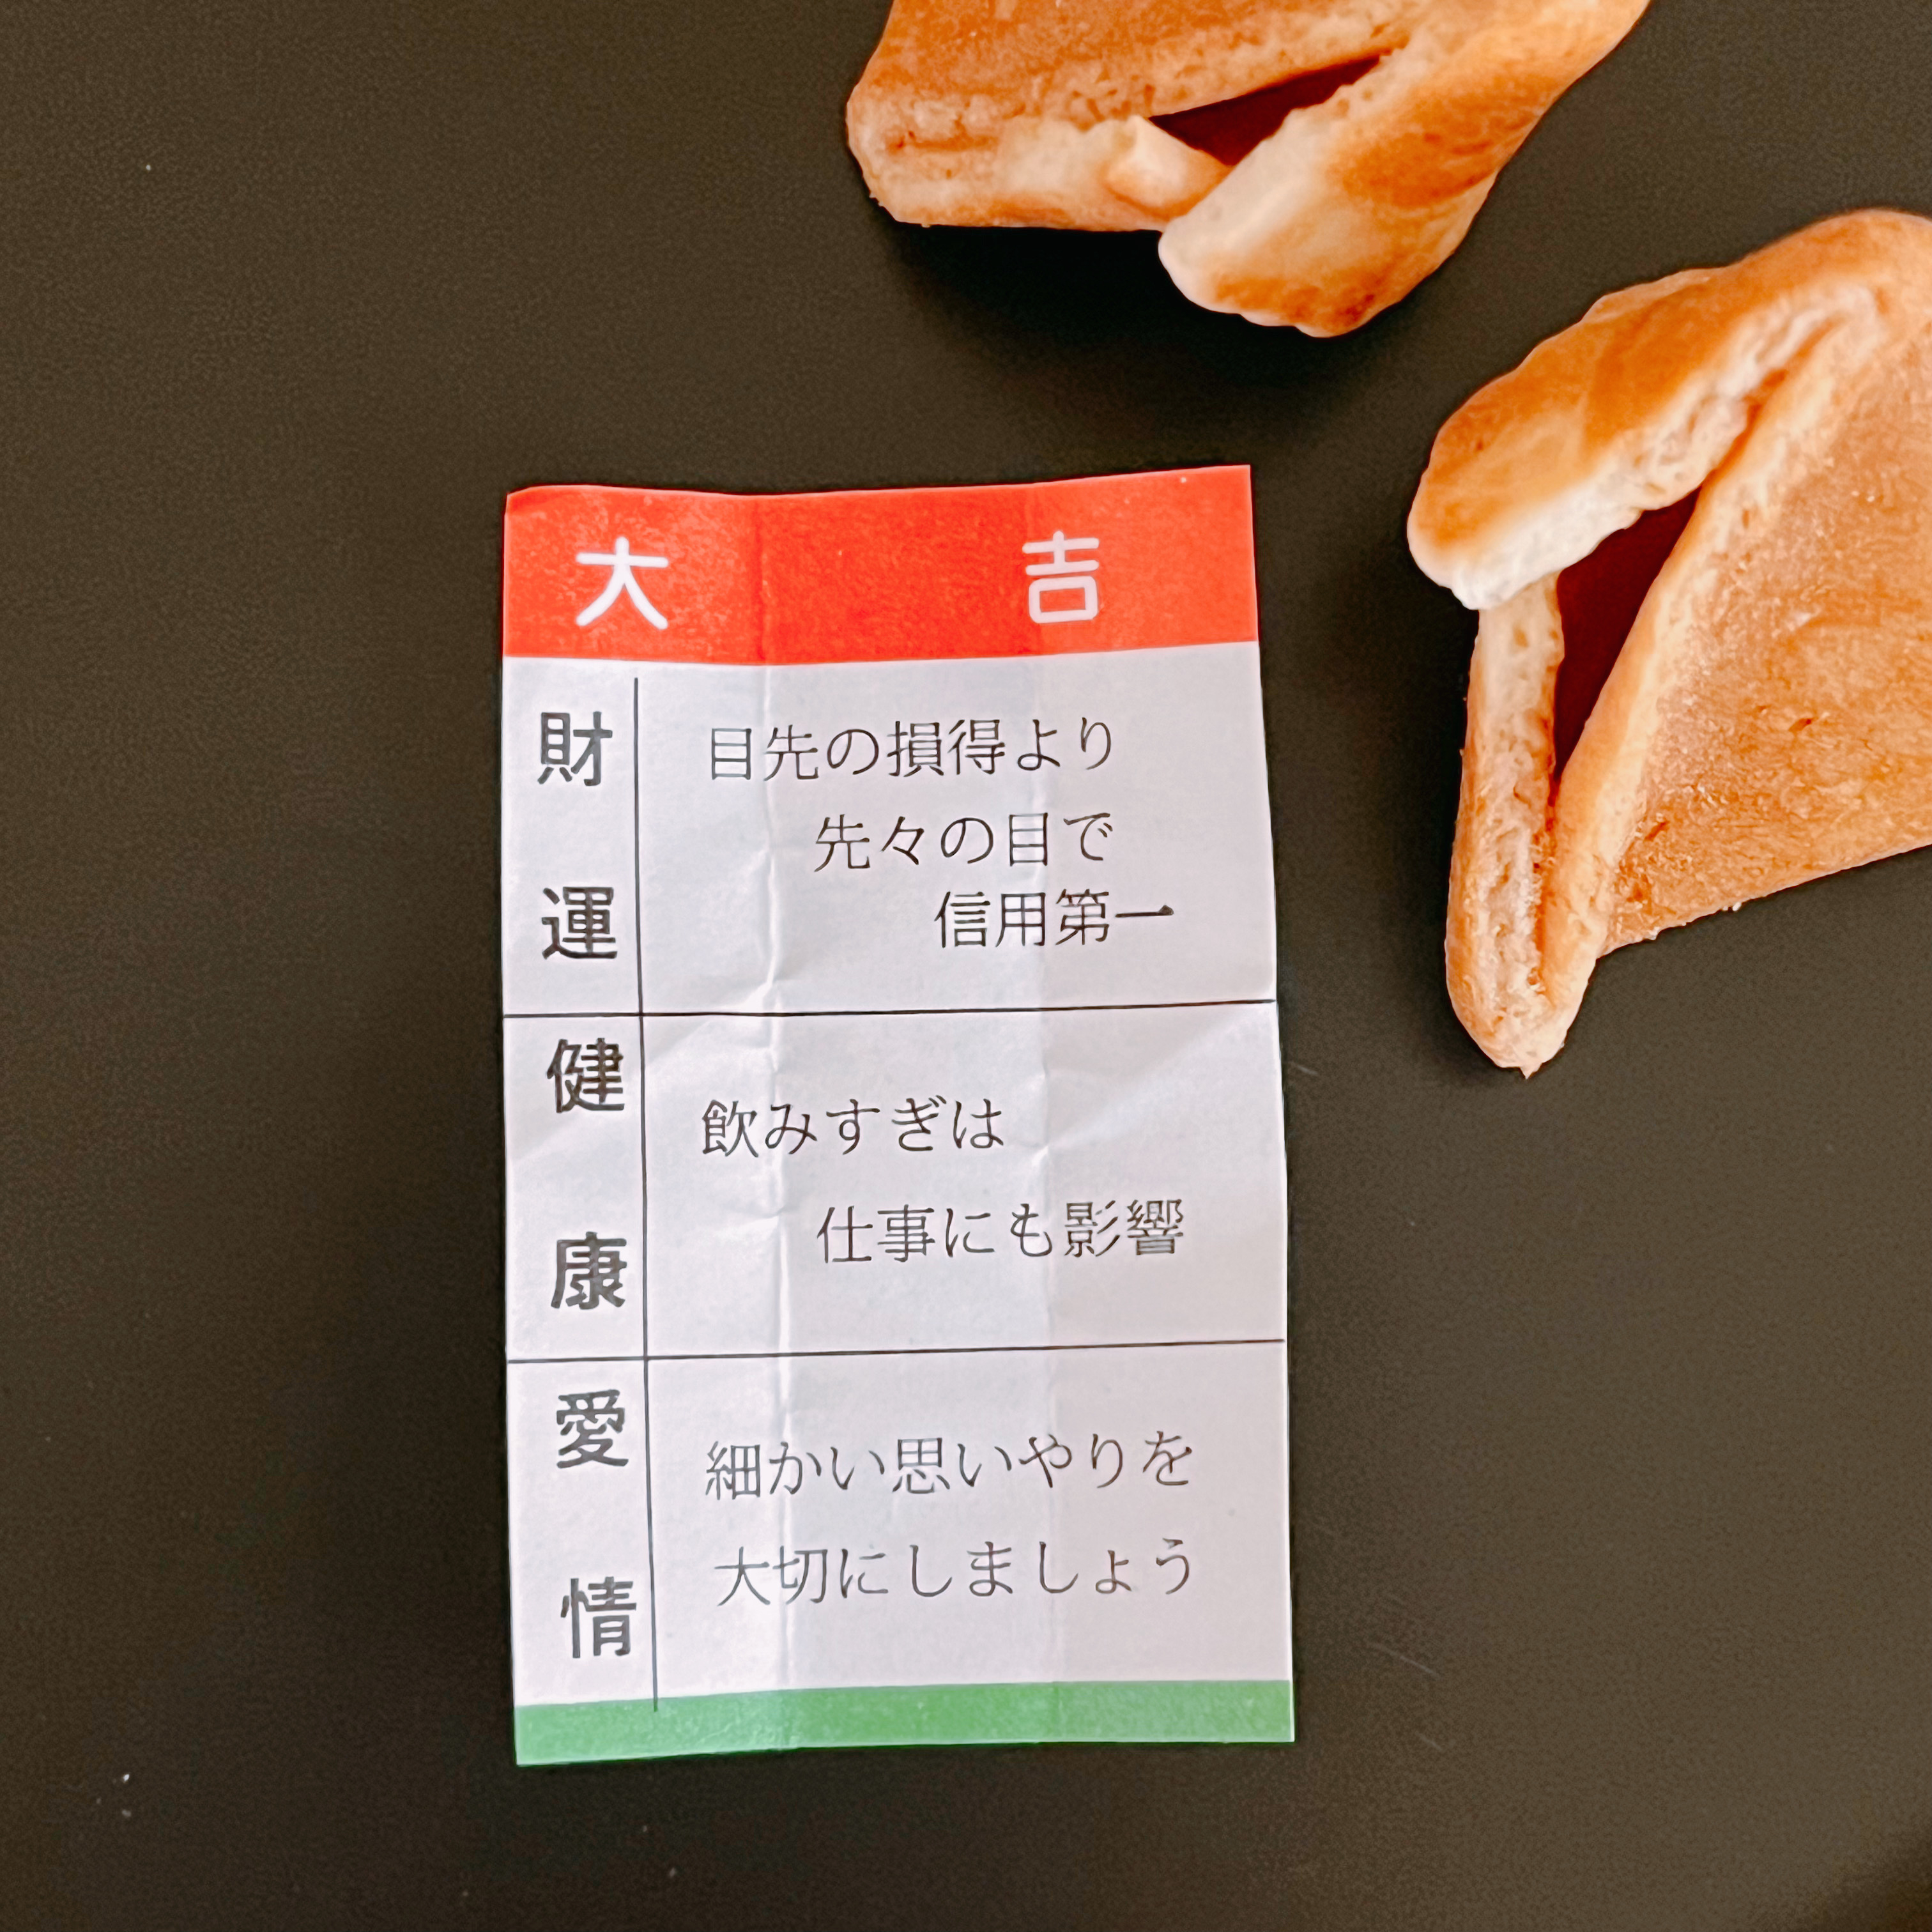 大吉
財運
目先の損得より
先々の目で
信用第一
健康
飲みすぎは
仕事にも影響
愛情
細かい思いやりを
大切にしましょう